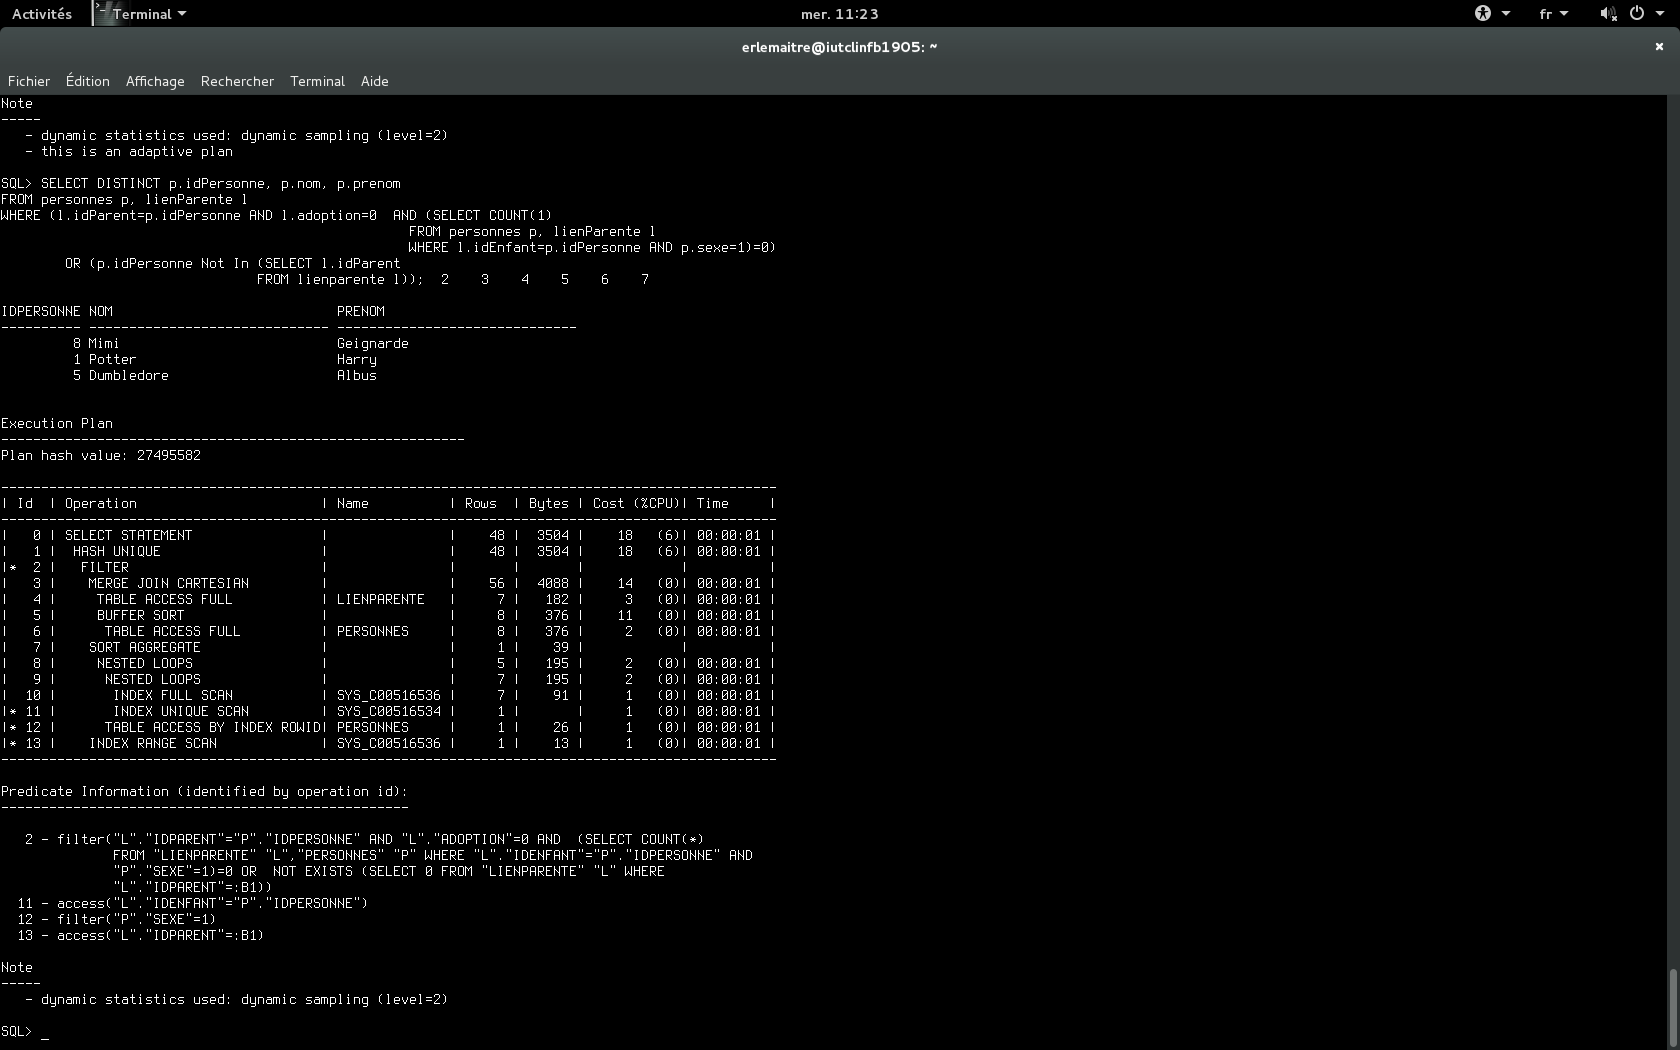 Activités Terminal mer. 11:23 fr
erlemaitre@iutclinfb1905: ~ ×
Fichier Édition Affichage Rechercher Terminal Aide
Note
-----
   - dynamic statistics used: dynamic sampling (level=2)
   - this is an adaptive plan
SQL> SELECT DISTINCT p.idPersonne, p.nom, p.prenom
FROM personnes p, lienParente l
WHERE (l.idParent=p.idPersonne AND l.adoption=0  AND (SELECT COUNT(1)
                                                   FROM personnes p, lienParente l
                                                   WHERE l.idEnfant=p.idPersonne AND p.sexe=1)=0)
        OR (p.idPersonne Not In (SELECT l.idParent
                                FROM lienparente l));  2    3    4    5    6    7
IDPERSONNE NOM                            PRENOM
---------- ------------------------------ ------------------------------
         8 Mimi                           Geignarde
         1 Potter                         Harry
         5 Dumbledore                     Albus
Execution Plan
----------------------------------------------------------
Plan hash value: 27495582
-------------------------------------------------------------------------------------------------
| Id  | Operation                       | Name         | Rows  | Bytes | Cost (%CPU)| Time     |
-------------------------------------------------------------------------------------------------
|   0 | SELECT STATEMENT                |              |    48 |  3504 |    18   (6)| 00:00:01 |
|   1 |  HASH UNIQUE                    |              |    48 |  3504 |    18   (6)| 00:00:01 |
|*  2 |   FILTER                        |              |       |       |            |          |
|   3 |    MERGE JOIN CARTESIAN         |              |    56 |  4088 |    14   (0)| 00:00:01 |
|   4 |     TABLE ACCESS FULL           | LIENPARENTE  |     7 |   182 |     3   (0)| 00:00:01 |
|   5 |     BUFFER SORT                 |              |     8 |   376 |    11   (0)| 00:00:01 |
|   6 |      TABLE ACCESS FULL          | PERSONNES    |     8 |   376 |     2   (0)| 00:00:01 |
|   7 |    SORT AGGREGATE               |              |     1 |    39 |            |          |
|   8 |     NESTED LOOPS                |              |     5 |   195 |     2   (0)| 00:00:01 |
|   9 |      NESTED LOOPS               |              |     7 |   195 |     2   (0)| 00:00:01 |
|  10 |       INDEX FULL SCAN           | SYS_C00516536 |     7 |    91 |     1   (0)| 00:00:01 |
|* 11 |       INDEX UNIQUE SCAN         | SYS_C00516534 |     1 |       |     1   (0)| 00:00:01 |
|* 12 |      TABLE ACCESS BY INDEX ROWID| PERSONNES    |     1 |    26 |     1   (0)| 00:00:01 |
|* 13 |    INDEX RANGE SCAN             | SYS_C00516536 |     1 |    13 |     1   (0)| 00:00:01 |
-------------------------------------------------------------------------------------------------
Predicate Information (identified by operation id):
---------------------------------------------------
   2 - filter("L"."IDPARENT"="P"."IDPERSONNE" AND "L"."ADOPTION"=0 AND  (SELECT COUNT(*)
              FROM "LIENPARENTE" "L","PERSONNES" "P" WHERE "L"."IDENFANT"="P"."IDPERSONNE" AND
              "P"."SEXE"=1)=0 OR  NOT EXISTS (SELECT 0 FROM "LIENPARENTE" "L" WHERE
              "L"."IDPARENT"=:B1))
  11 - access("L"."IDENFANT"="P"."IDPERSONNE")
  12 - filter("P"."SEXE"=1)
  13 - access("L"."IDPARENT"=:B1)
Note
-----
   - dynamic statistics used: dynamic sampling (level=2)
SQL> _